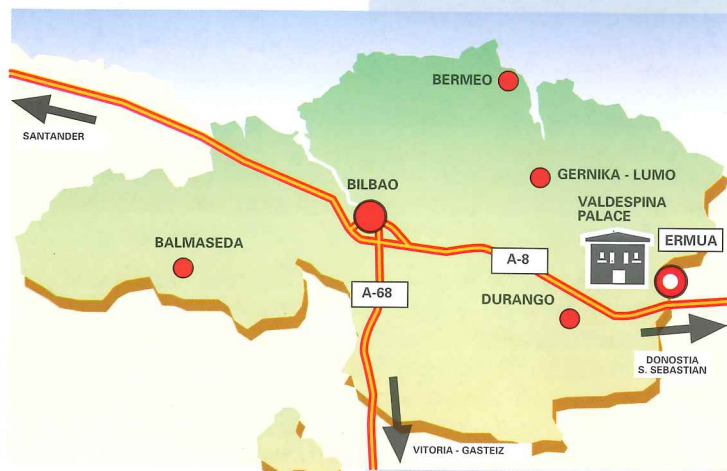 BERMEO
SANTANDER
GERNIKA - LUMO
BILBAO
VALDESPINA
PALACE
ERMUA
BALMASEDA
A-8
A-68
DURANGO
DONOSTIA
S. SEBASTIAN
VITORIA - GASTEIZ